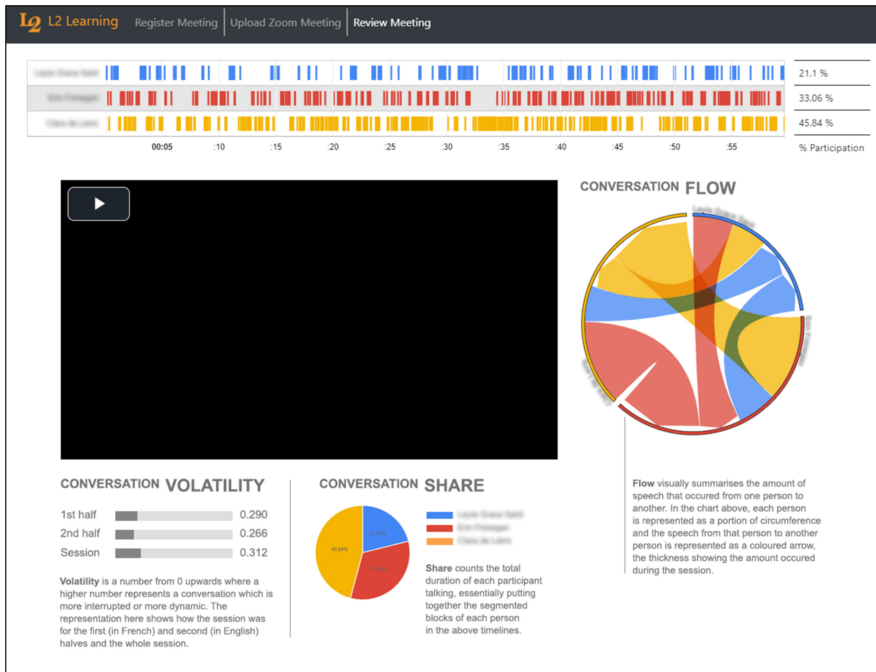 L2 L2 Learning Register Meeting Upload Zoom Meeting Review Meeting
21.1 %
33.06 %
45.84 %
00:05 :10 :15 :20 :25 :30 :35 :40 :45 :50 :55 % Participation
CONVERSATION FLOW
CONVERSATION VOLATILITY
1st half 0.290
2nd half 0.266
Session 0.312
Volatility is a number from 0 upwards where a
higher number represents a conversation which is
more interrupted or more dynamic. The
representation here shows how the session was
for the first (in French) and second (in English)
halves and the whole session.
CONVERSATION SHARE
45.84%
Share counts the total
duration of each participant
talking, essentially putting
together the segmented
blocks of each person
in the above timelines.
Flow visually summarises the amount of
speech that occured from one person to
another. In the chart above, each person
is represented as a portion of circumference
and the speech from that person to another
person is represented as a coloured arrow,
the thickness showing the amount occured
during the session.